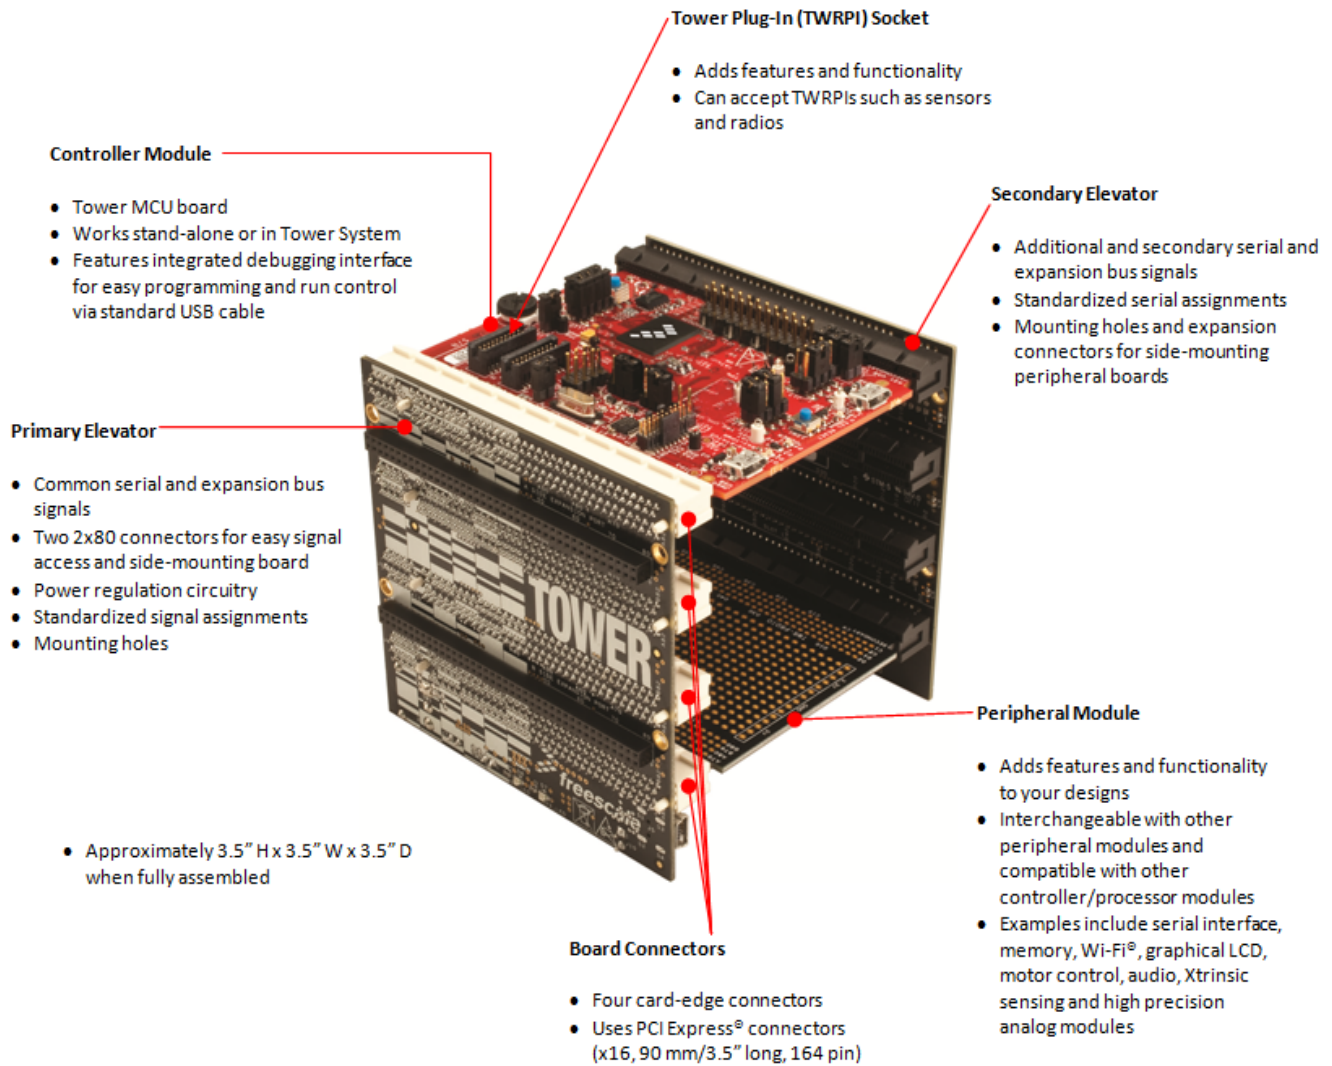 Tower Plug-In (TWRPI) Socket
● Adds features and functionality
● Can accept TWRPIs such as sensors
and radios
Controller Module
● Tower MCU board
● Works stand-alone or in Tower System
● Features integrated debugging interface
for easy programming and run control
via standard USB cable
Secondary Elevator
● Additional and secondary serial and
expansion bus signals
● Standardized serial assignments
● Mounting holes and expansion
connectors for side-mounting
peripheral boards
Primary Elevator
● Common serial and expansion bus
signals
● Two 2x80 connectors for easy signal
access and side-mounting board
● Power regulation circuitry
● Standardized signal assignments
● Mounting holes
TOWER
freescale
● Approximately 3.5” H x 3.5” W x 3.5” D
when fully assembled
Peripheral Module
● Adds features and functionality
to your designs
● Interchangeable with other
peripheral modules and
compatible with other
controller/processor modules
● Examples include serial interface,
memory, Wi-Fi®, graphical LCD,
motor control, audio, Xtrinsic
sensing and high precision
analog modules
Board Connectors
● Four card-edge connectors
● Uses PCI Express® connectors
(x16, 90 mm/3.5” long, 164 pin)